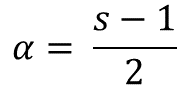 α = (s − 1) / 2